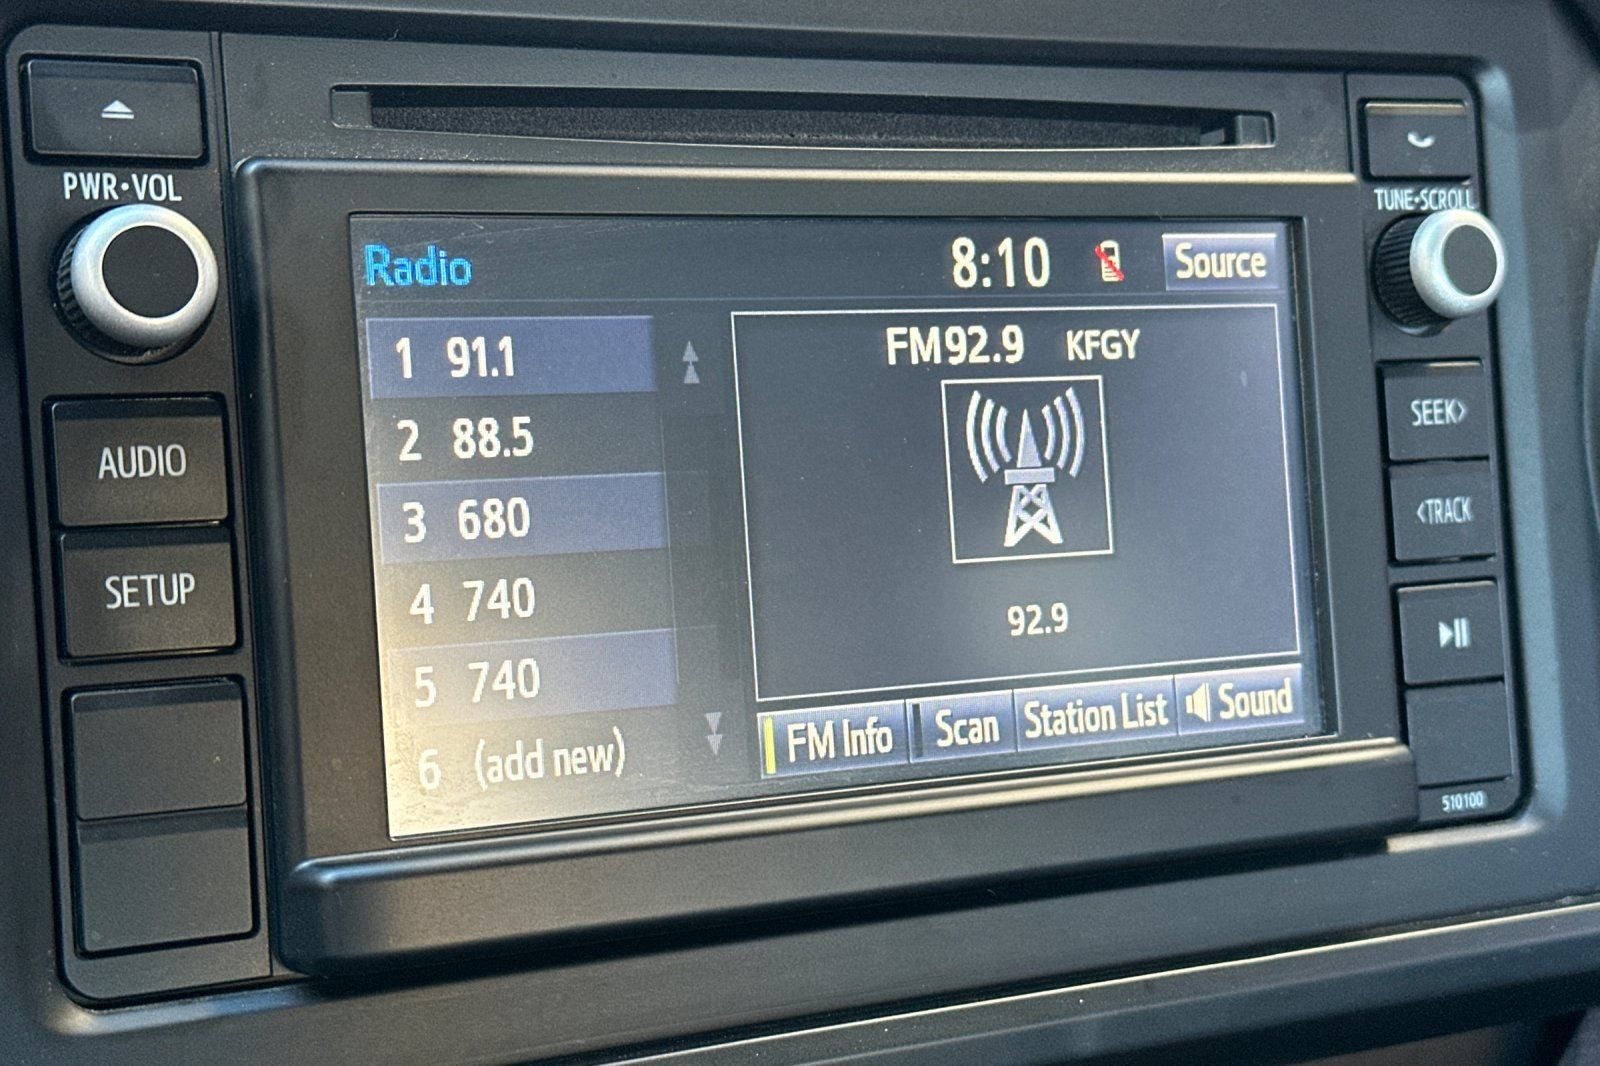 PWR•VOL
AUDIO
SETUP
Radio
8:10
Source
1 91.1
2 88.5
3 680
4 740
5 740
6 (add new)
FM92.9 KFGY
92.9
FM Info
Scan
Station List
Sound
TUNE•SCROLL
SEEK>
<TRACK
510100